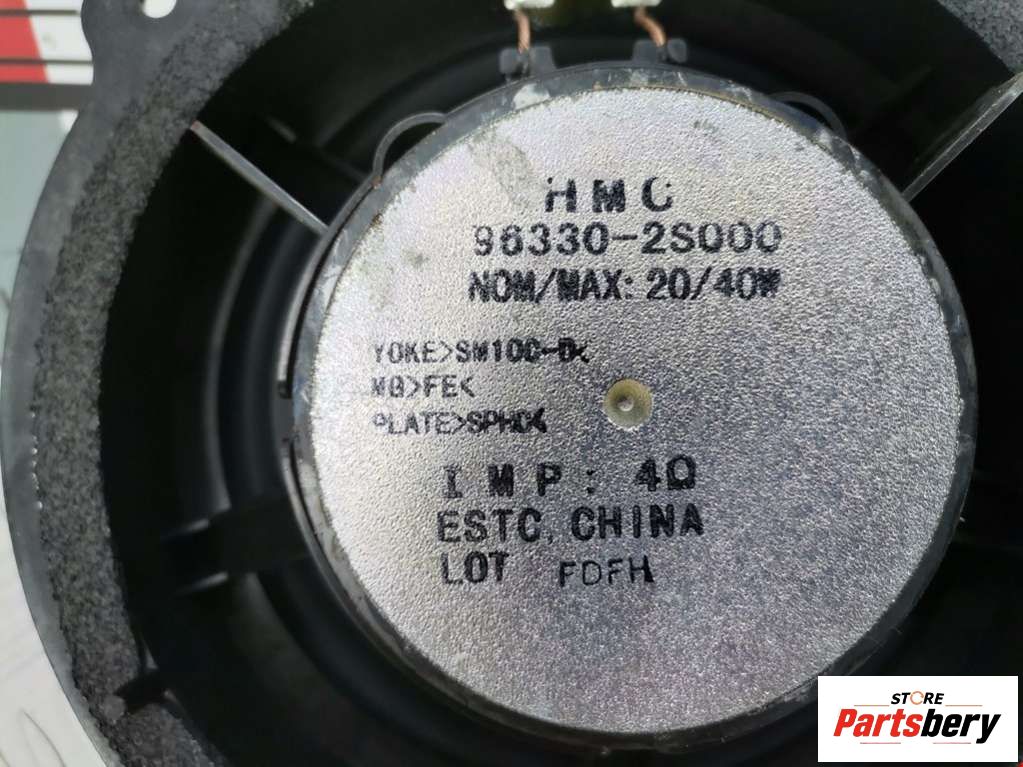 HMC
96330-2S000
NOM/MAX: 20/40W
YOKE>SM10C-D<
MG>FE<
PLATE>SPHC<
IMP: 4Ω
ESTC, CHINA
LOT FDFH
STORE
Partsbery